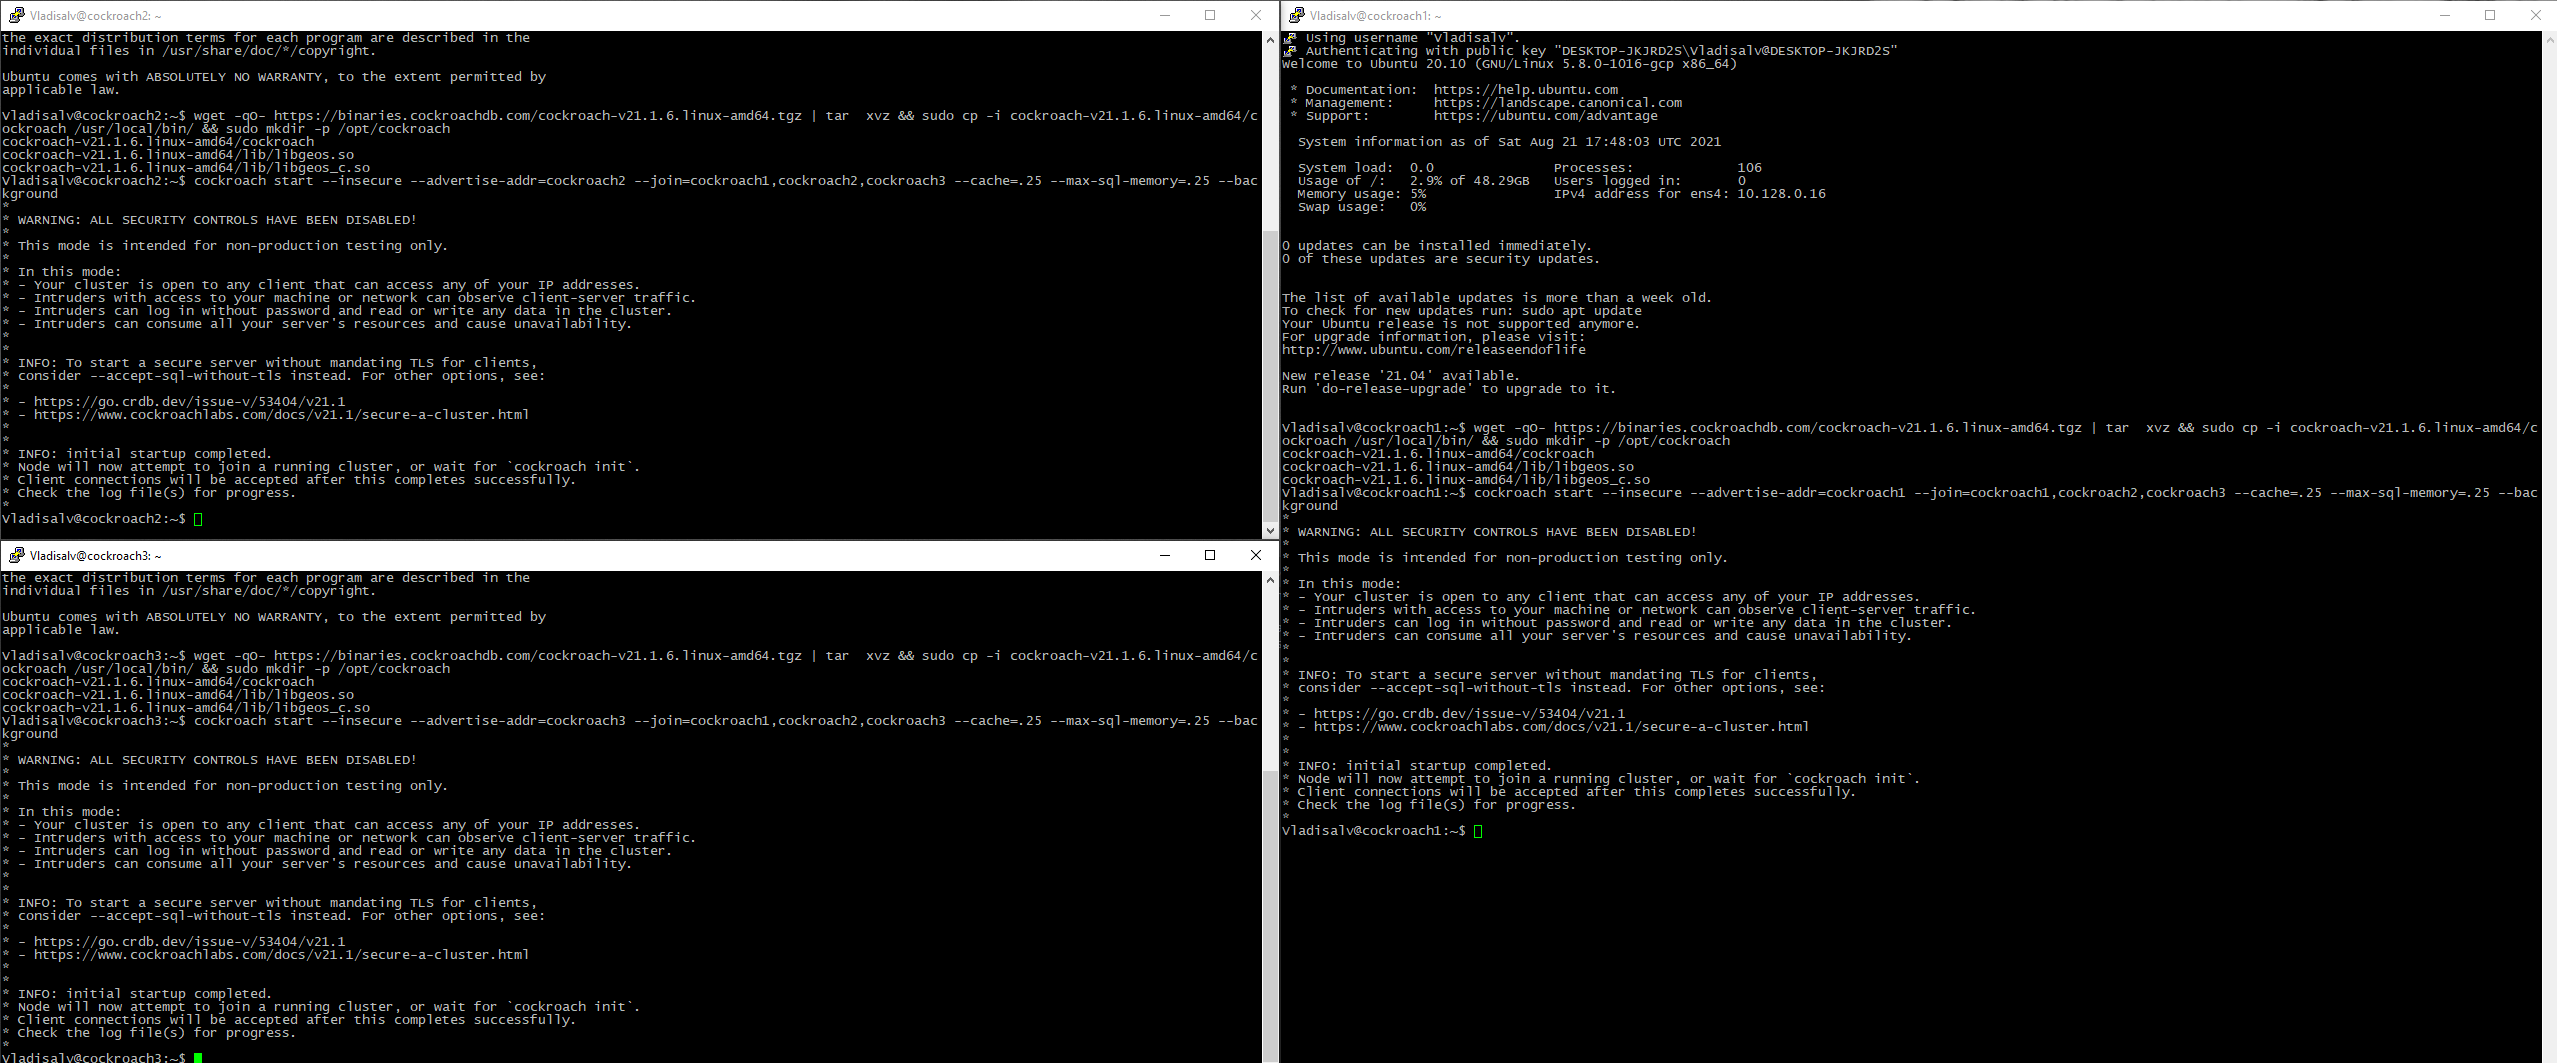 Vladisalv@cockroach2: ~
the exact distribution terms for each program are described in the
individual files in /usr/share/doc/*/copyright.
Ubuntu comes with ABSOLUTELY NO WARRANTY, to the extent permitted by
applicable law.
Vladisalv@cockroach2:~$ wget -qO- https://binaries.cockroachdb.com/cockroach-v21.1.6.linux-amd64.tgz | tar  xvz && sudo cp -i cockroach-v21.1.6.linux-amd64/c
ockroach /usr/local/bin/ && sudo mkdir -p /opt/cockroach
cockroach-v21.1.6.linux-amd64/cockroach
cockroach-v21.1.6.linux-amd64/lib/libgeos.so
cockroach-v21.1.6.linux-amd64/lib/libgeos_c.so
Vladisalv@cockroach2:~$ cockroach start --insecure --advertise-addr=cockroach2 --join=cockroach1,cockroach2,cockroach3 --cache=.25 --max-sql-memory=.25 --bac
kground
*
* WARNING: ALL SECURITY CONTROLS HAVE BEEN DISABLED!
*
* This mode is intended for non-production testing only.
*
* In this mode:
* - Your cluster is open to any client that can access any of your IP addresses.
* - Intruders with access to your machine or network can observe client-server traffic.
* - Intruders can log in without password and read or write any data in the cluster.
* - Intruders can consume all your server's resources and cause unavailability.
*
*
* INFO: To start a secure server without mandating TLS for clients,
* consider --accept-sql-without-tls instead. For other options, see:
*
* - https://go.crdb.dev/issue-v/53404/v21.1
* - https://www.cockroachlabs.com/docs/v21.1/secure-a-cluster.html
*
*
* INFO: initial startup completed.
* Node will now attempt to join a running cluster, or wait for `cockroach init`.
* Client connections will be accepted after this completes successfully.
* Check the log file(s) for progress.
*
Vladisalv@cockroach2:~$
Vladisalv@cockroach3: ~
the exact distribution terms for each program are described in the
individual files in /usr/share/doc/*/copyright.
Ubuntu comes with ABSOLUTELY NO WARRANTY, to the extent permitted by
applicable law.
Vladisalv@cockroach3:~$ wget -qO- https://binaries.cockroachdb.com/cockroach-v21.1.6.linux-amd64.tgz | tar  xvz && sudo cp -i cockroach-v21.1.6.linux-amd64/c
ockroach /usr/local/bin/ && sudo mkdir -p /opt/cockroach
cockroach-v21.1.6.linux-amd64/cockroach
cockroach-v21.1.6.linux-amd64/lib/libgeos.so
cockroach-v21.1.6.linux-amd64/lib/libgeos_c.so
Vladisalv@cockroach3:~$ cockroach start --insecure --advertise-addr=cockroach3 --join=cockroach1,cockroach2,cockroach3 --cache=.25 --max-sql-memory=.25 --bac
kground
*
* WARNING: ALL SECURITY CONTROLS HAVE BEEN DISABLED!
*
* This mode is intended for non-production testing only.
*
* In this mode:
* - Your cluster is open to any client that can access any of your IP addresses.
* - Intruders with access to your machine or network can observe client-server traffic.
* - Intruders can log in without password and read or write any data in the cluster.
* - Intruders can consume all your server's resources and cause unavailability.
*
*
* INFO: To start a secure server without mandating TLS for clients,
* consider --accept-sql-without-tls instead. For other options, see:
*
* - https://go.crdb.dev/issue-v/53404/v21.1
* - https://www.cockroachlabs.com/docs/v21.1/secure-a-cluster.html
*
*
* INFO: initial startup completed.
* Node will now attempt to join a running cluster, or wait for `cockroach init`.
* Client connections will be accepted after this completes successfully.
* Check the log file(s) for progress.
*
Vladisalv@cockroach3:~$
Vladisalv@cockroach1: ~
Using username "Vladisalv".
Authenticating with public key "DESKTOP-JKJRD2S\Vladisalv@DESKTOP-JKJRD2S"
Welcome to Ubuntu 20.10 (GNU/Linux 5.8.0-1016-gcp x86_64)
* Documentation:  https://help.ubuntu.com
* Management:     https://landscape.canonical.com
* Support:        https://ubuntu.com/advantage
System information as of Sat Aug 21 17:48:03 UTC 2021
System load:  0.0               Processes:             106
Usage of /:   2.9% of 48.29GB   Users logged in:       0
Memory usage: 5%                IPv4 address for ens4: 10.128.0.16
Swap usage:   0%
0 updates can be installed immediately.
0 of these updates are security updates.
The list of available updates is more than a week old.
To check for new updates run: sudo apt update
Your Ubuntu release is not supported anymore.
For upgrade information, please visit:
http://www.ubuntu.com/releaseendoflife
New release '21.04' available.
Run 'do-release-upgrade' to upgrade to it.
Vladisalv@cockroach1:~$ wget -qO- https://binaries.cockroachdb.com/cockroach-v21.1.6.linux-amd64.tgz | tar  xvz && sudo cp -i cockroach-v21.1.6.linux-amd64/c
ockroach /usr/local/bin/ && sudo mkdir -p /opt/cockroach
cockroach-v21.1.6.linux-amd64/cockroach
cockroach-v21.1.6.linux-amd64/lib/libgeos.so
cockroach-v21.1.6.linux-amd64/lib/libgeos_c.so
Vladisalv@cockroach1:~$ cockroach start --insecure --advertise-addr=cockroach1 --join=cockroach1,cockroach2,cockroach3 --cache=.25 --max-sql-memory=.25 --bac
kground
*
* WARNING: ALL SECURITY CONTROLS HAVE BEEN DISABLED!
*
* This mode is intended for non-production testing only.
*
* In this mode:
* - Your cluster is open to any client that can access any of your IP addresses.
* - Intruders with access to your machine or network can observe client-server traffic.
* - Intruders can log in without password and read or write any data in the cluster.
* - Intruders can consume all your server's resources and cause unavailability.
*
*
* INFO: To start a secure server without mandating TLS for clients,
* consider --accept-sql-without-tls instead. For other options, see:
*
* - https://go.crdb.dev/issue-v/53404/v21.1
* - https://www.cockroachlabs.com/docs/v21.1/secure-a-cluster.html
*
*
* INFO: initial startup completed.
* Node will now attempt to join a running cluster, or wait for `cockroach init`.
* Client connections will be accepted after this completes successfully.
* Check the log file(s) for progress.
*
Vladisalv@cockroach1:~$